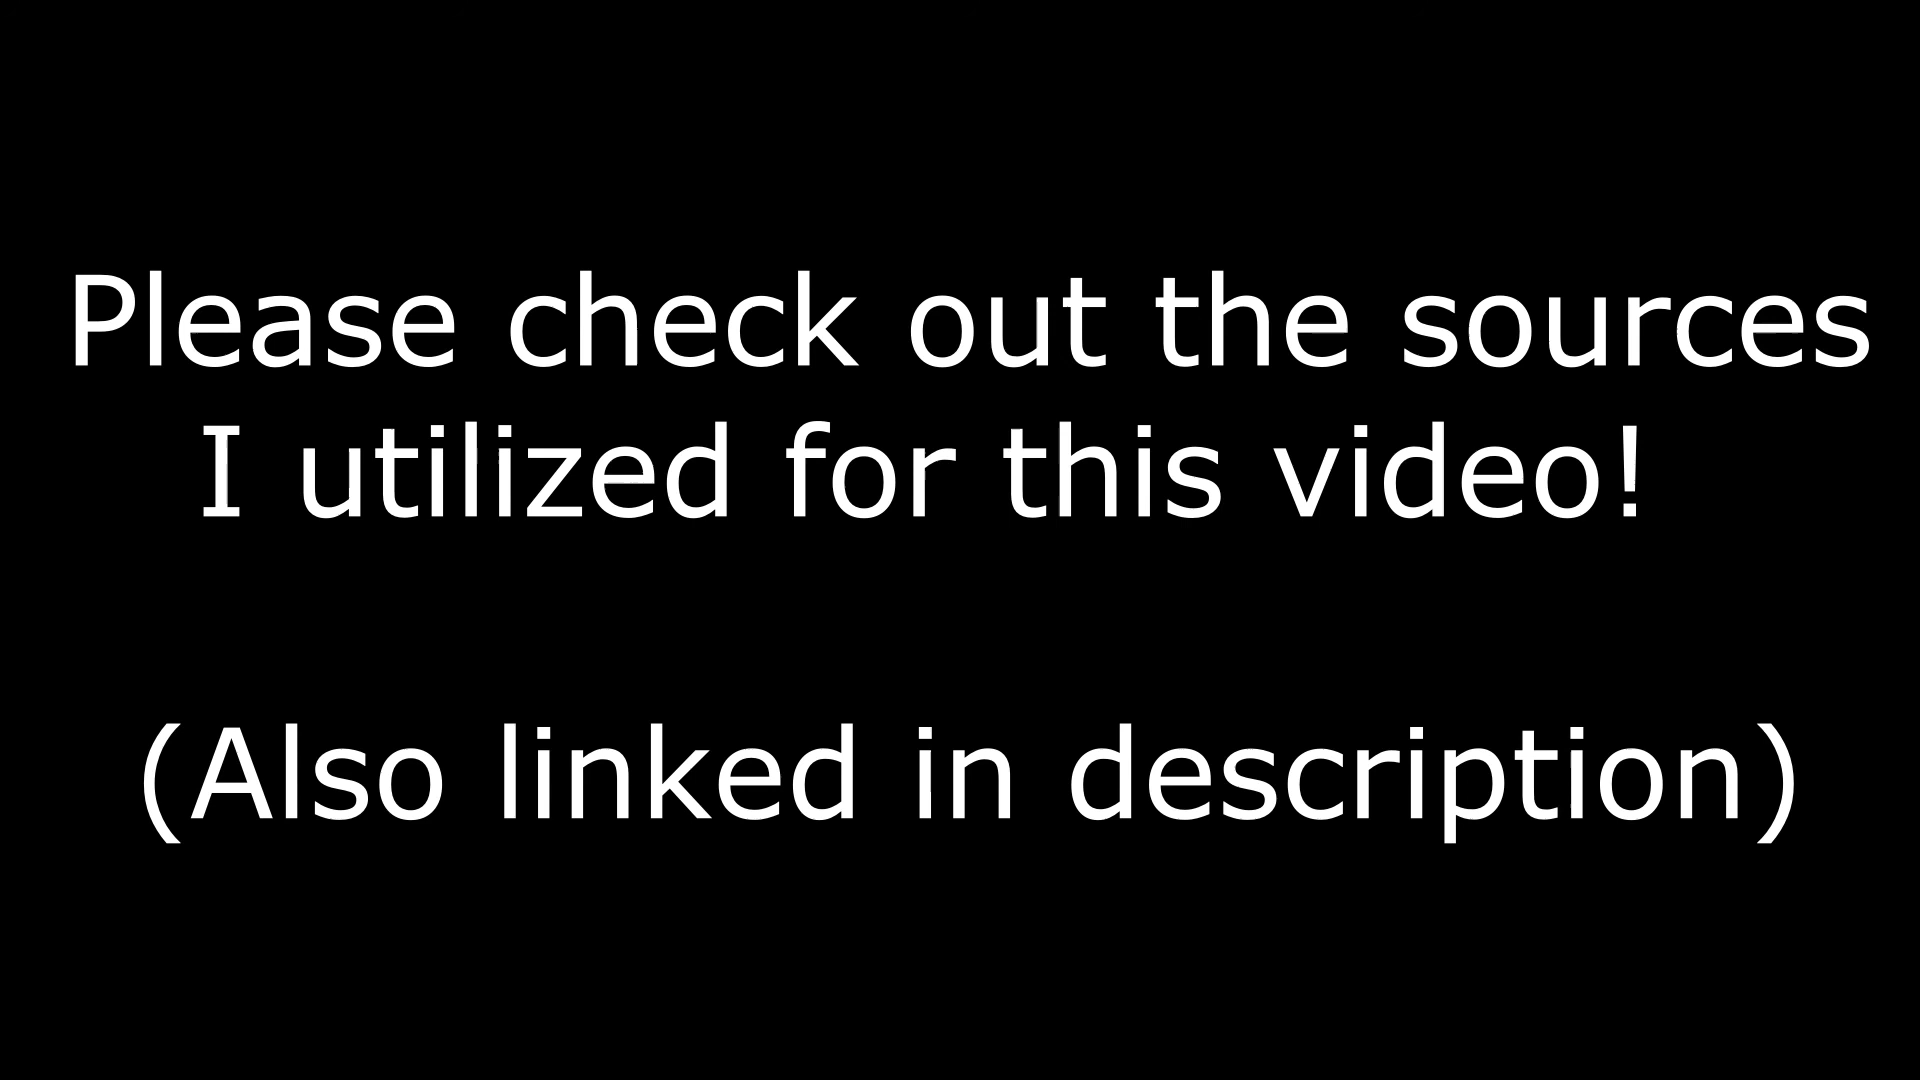 Please check out the sources
I utilized for this video!
(Also linked in description)